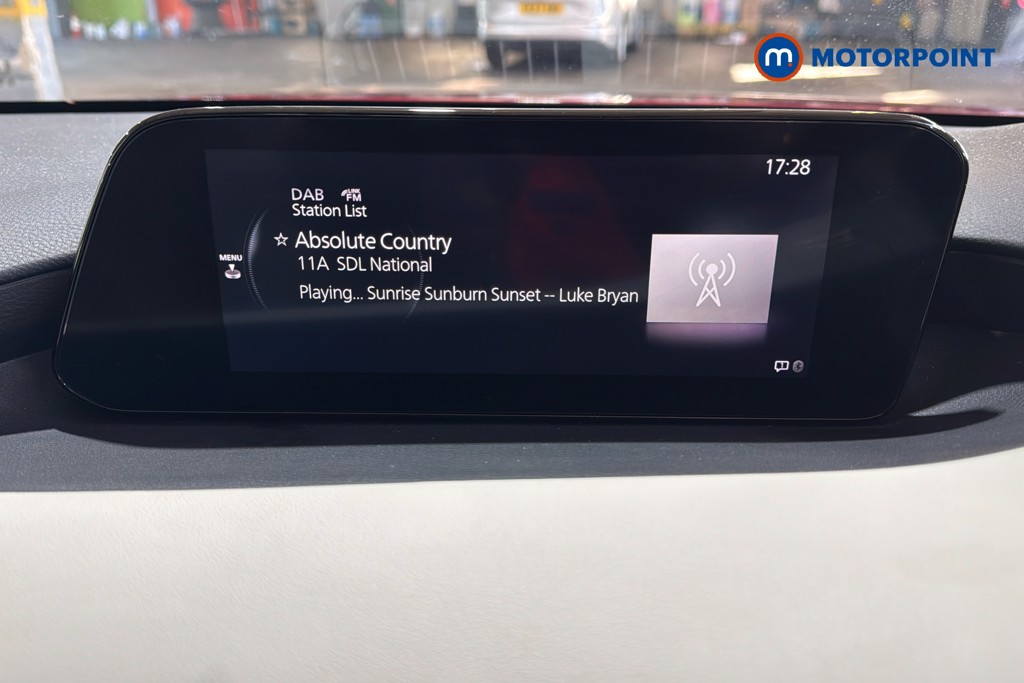 m MOTORPOINT
17:28
DAB LINK FM
Station List
☆ Absolute Country
MENU
11A SDL National
Playing... Sunrise Sunburn Sunset -- Luke Bryan